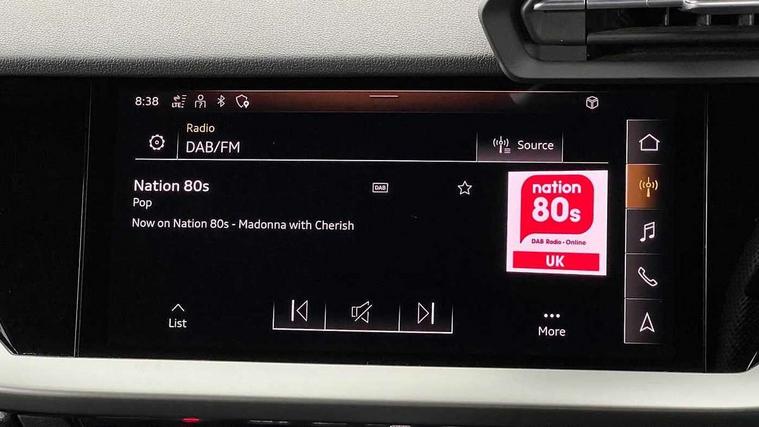 8:38 LTE
Radio
DAB/FM
Source
Nation 80s DAB
Pop
Now on Nation 80s - Madonna with Cherish
nation
80s
DAB Radio - Online
UK
List
More